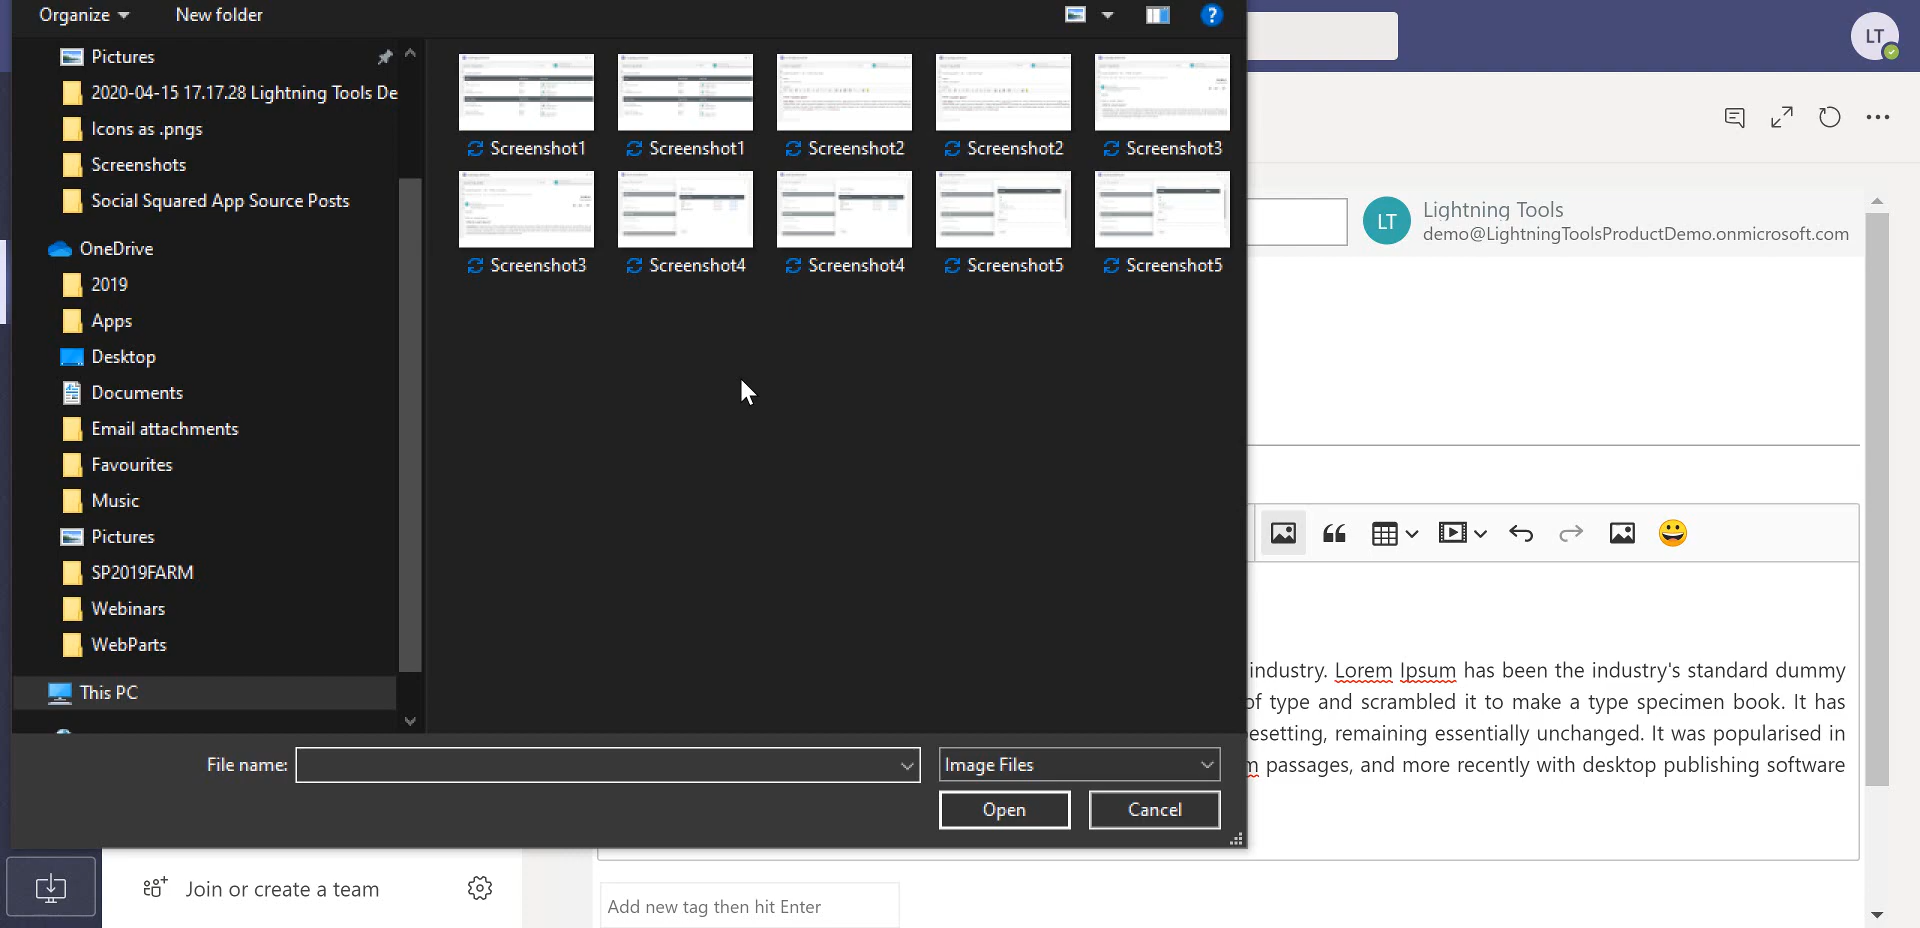 Organize
New folder
LT
Pictures
2020-04-15 17.17.28 Lightning Tools De
Icons as .pngs
Screenshots
Social Squared App Source Posts
OneDrive
2019
Apps
Desktop
Documents
Email attachments
Favourites
Music
Pictures
SP2019FARM
Webinars
WebParts
This PC
Screenshot1
Screenshot1
Screenshot2
Screenshot2
Screenshot3
Screenshot3
Screenshot4
Screenshot4
Screenshot5
Screenshot5
File name:
Image Files
Open
Cancel
LT
Lightning Tools
demo@LightningToolsProductDemo.onmicrosoft.com
industry. Lorem Ipsum has been the industry's standard dummy
of type and scrambled it to make a type specimen book. It has
esetting, remaining essentially unchanged. It was popularised in
m passages, and more recently with desktop publishing software
Join or create a team
Add new tag then hit Enter